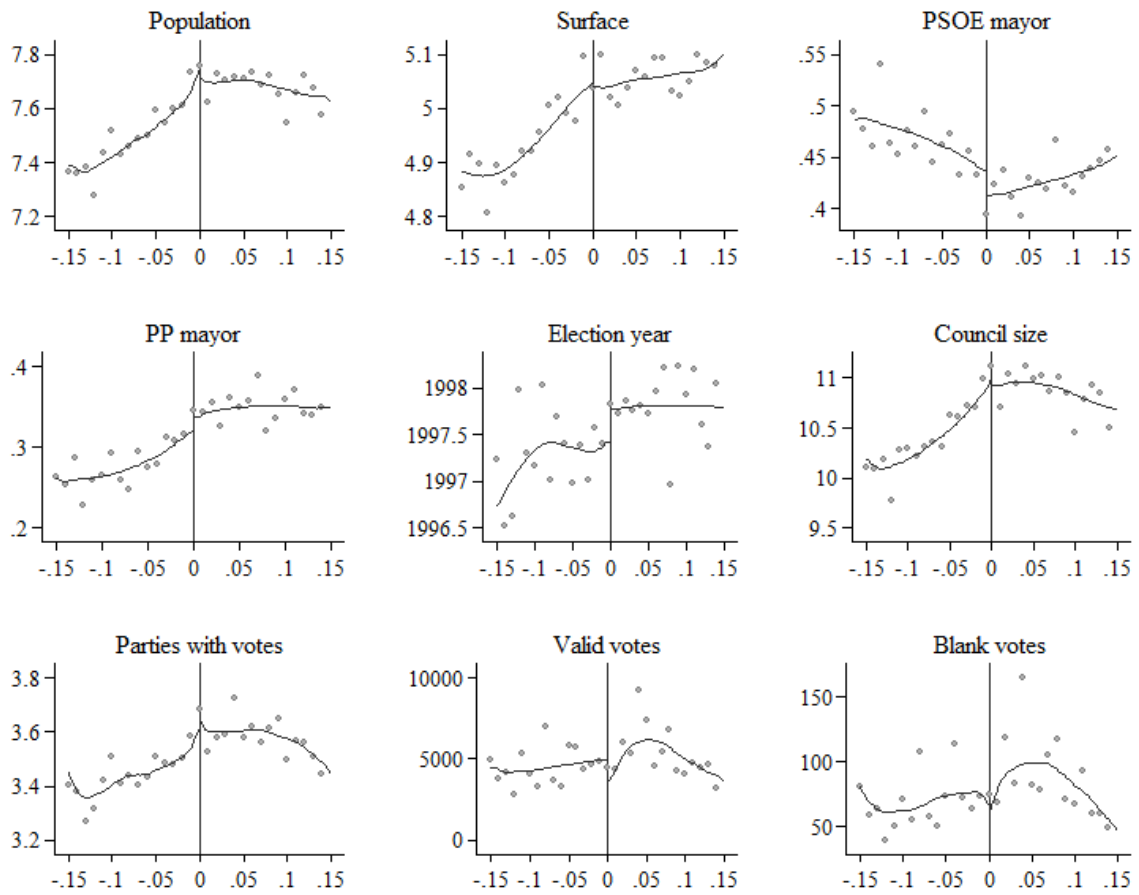 Population
7.8
7.6
7.4
7.2
-.15 -.1 -.05 0 .05 .1 .15
Surface
5.1
5
4.9
4.8
-.15 -.1 -.05 0 .05 .1 .15
PSOE mayor
.55
.5
.45
.4
-.15 -.1 -.05 0 .05 .1 .15
PP mayor
.4
.3
.2
-.15 -.1 -.05 0 .05 .1 .15
Election year
1998
1997.5
1997
1996.5
-.15 -.1 -.05 0 .05 .1 .15
Council size
11
10.5
10
9.5
-.15 -.1 -.05 0 .05 .1 .15
Parties with votes
3.8
3.6
3.4
3.2
-.15 -.1 -.05 0 .05 .1 .15
Valid votes
10000
5000
0
-.15 -.1 -.05 0 .05 .1 .15
Blank votes
150
100
50
-.15 -.1 -.05 0 .05 .1 .15